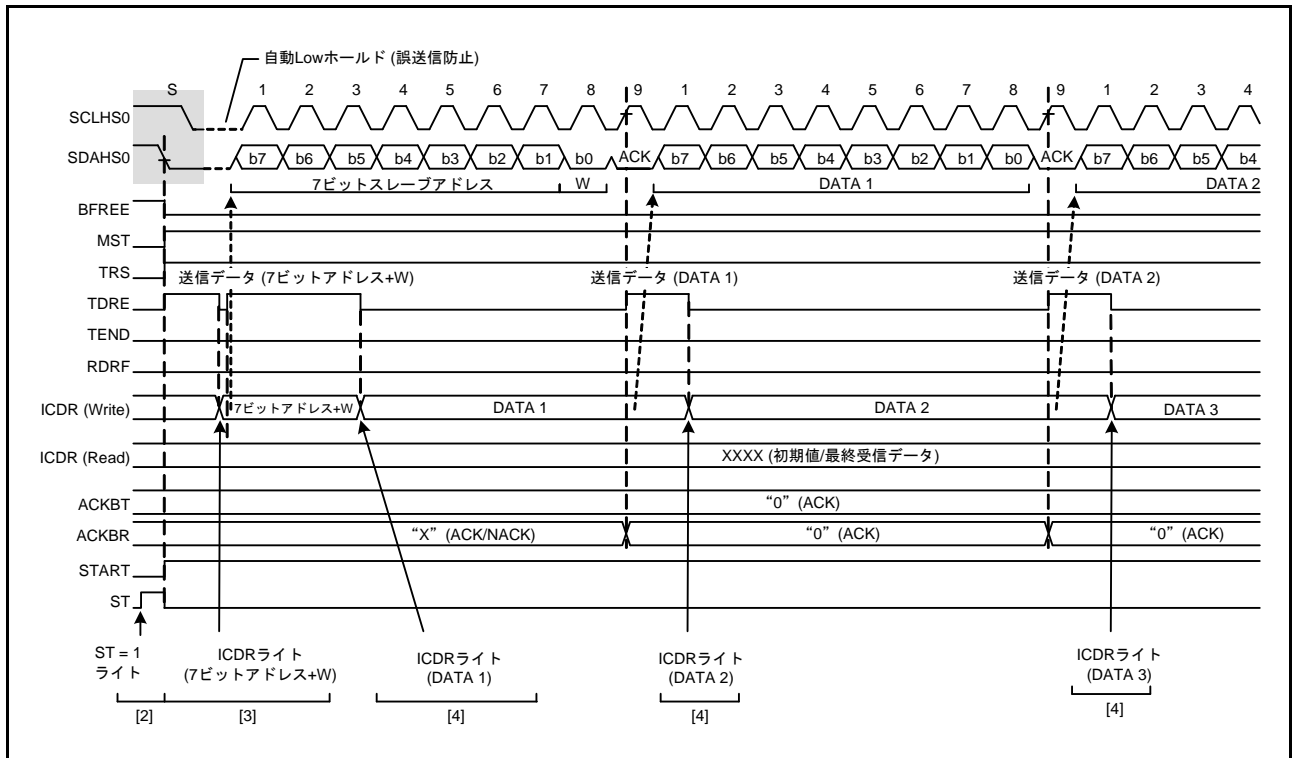 自動Lowホールド (誤送信防止)
S 1 2 3 4 5 6 7 8 9 1 2 3 4 5 6 7 8 9 1 2 3 4
SCLHS0
SDAHS0 b7 b6 b5 b4 b3 b2 b1 b0 ACK b7 b6 b5 b4 b3 b2 b1 b0 ACK b7 b6 b5 b4
7ビットスレーブアドレス W DATA 1 DATA 2
BFREE
MST
TRS
送信データ (7ビットアドレス+W) 送信データ (DATA 1) 送信データ (DATA 2)
TDRE
TEND
RDRF
ICDR (Write) 7ビットアドレス+W DATA 1 DATA 2 DATA 3
ICDR (Read) XXXX (初期値/最終受信データ)
ACKBT “0” (ACK)
ACKBR “X” (ACK/NACK) “0” (ACK) “0” (ACK)
START
ST
ST = 1
ライト
ICDRライト
(7ビットアドレス+W)
ICDRライト
(DATA 1)
ICDRライト
(DATA 2)
ICDRライト
(DATA 3)
[2] [3] [4] [4] [4]